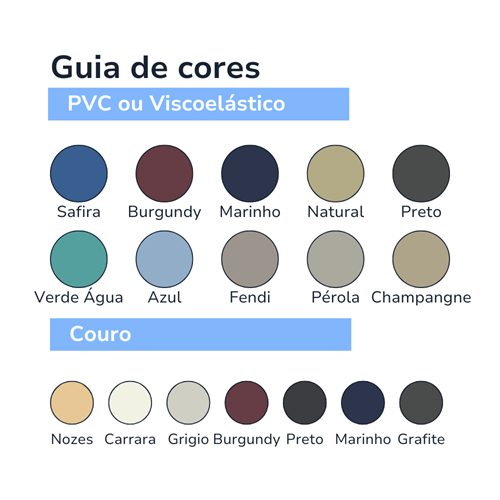 Guia de cores
PVC ou Viscoelástico
Safira Burgundy Marinho Natural Preto
Verde Água Azul Fendi Pérola Champangne
Couro
Nozes Carrara Grigio Burgundy Preto Marinho Grafite